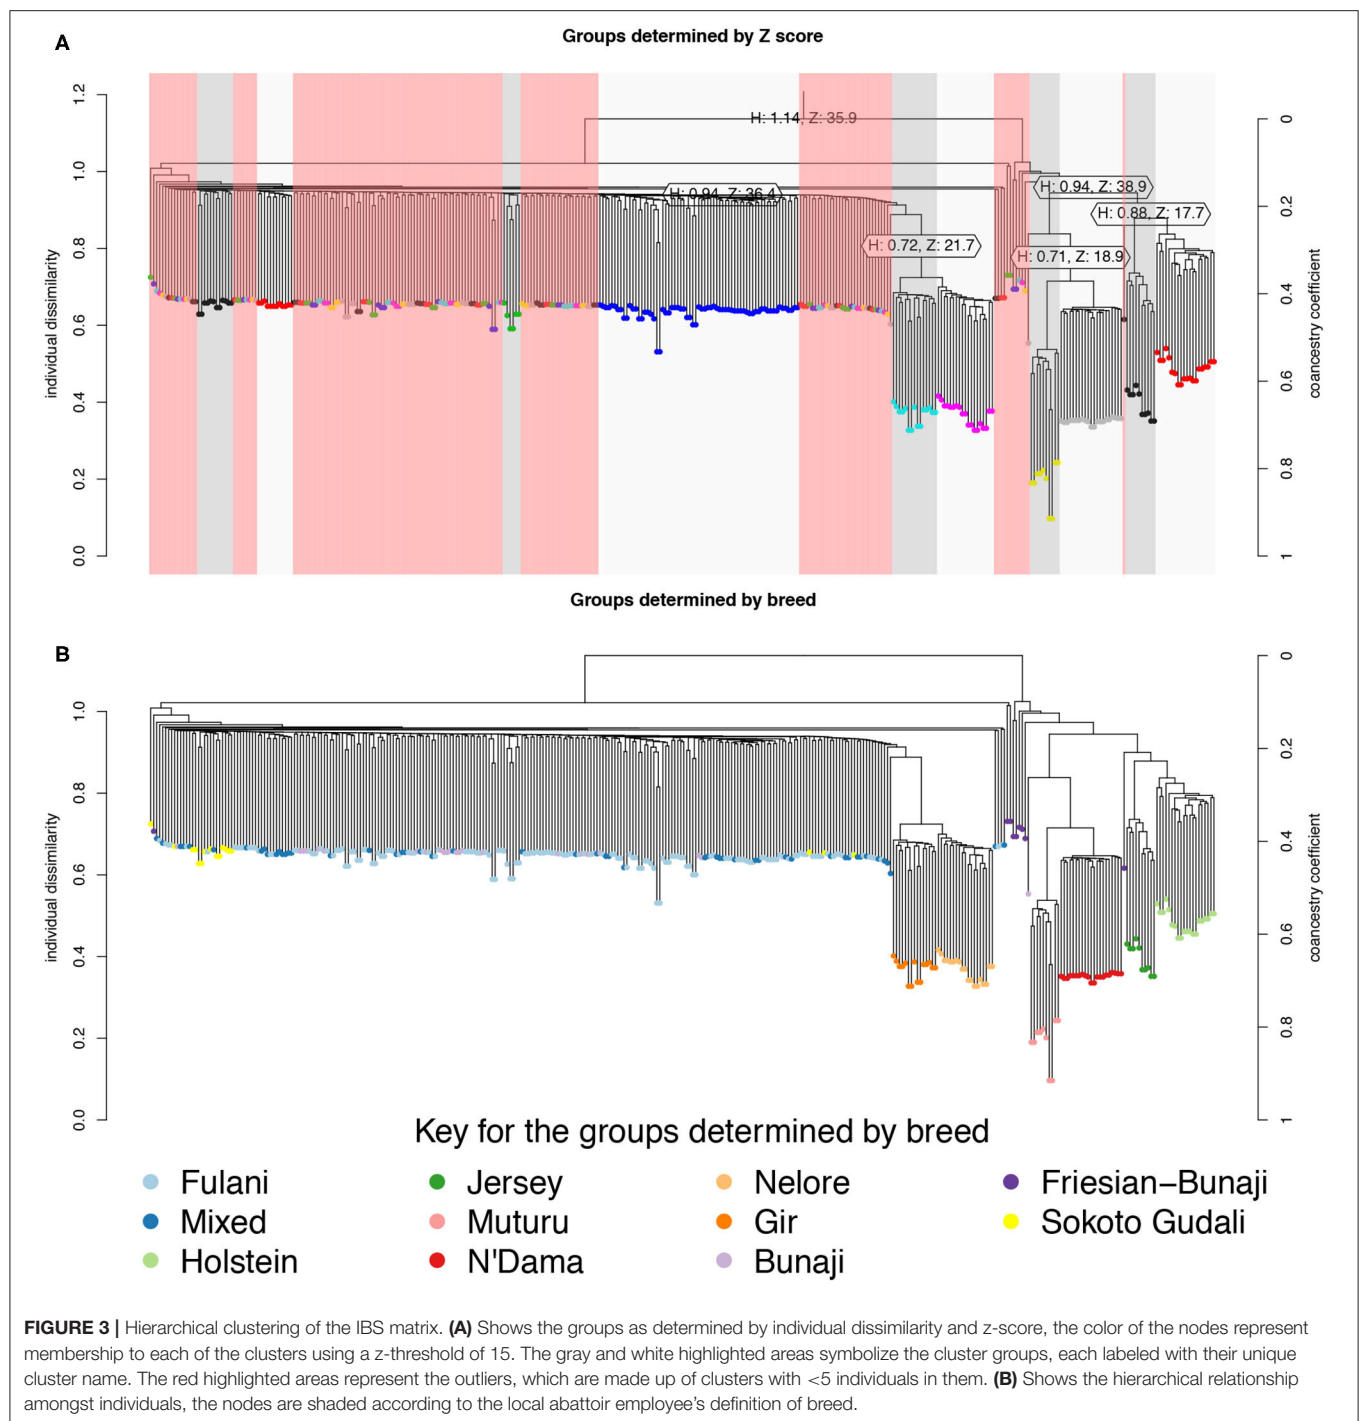 A
Groups determined by Z score
1.2
1.0
0.8
0.6
0.4
0.2
0.0
individual dissimilarity
H: 1.14, Z: 35.9
H: 0.94, Z: 36.4
H: 0.94, Z: 38.9
H: 0.88, Z: 17.7
H: 0.72, Z: 21.7
H: 0.71, Z: 18.9
0
0.2
0.4
0.6
0.8
1
coancestry coefficient
Groups determined by breed
B
1.0
0.8
0.6
0.4
0.2
0.0
individual dissimilarity
0
0.2
0.4
0.6
0.8
1
coancestry coefficient
Key for the groups determined by breed
Fulani Jersey Nelore Friesian−Bunaji
Mixed Muturu Gir Sokoto Gudali
Holstein N'Dama Bunaji
FIGURE 3 | Hierarchical clustering of the IBS matrix. (A) Shows the groups as determined by individual dissimilarity and z-score, the color of the nodes represent
membership to each of the clusters using a z-threshold of 15. The gray and white highlighted areas symbolize the cluster groups, each labeled with their unique
cluster name. The red highlighted areas represent the outliers, which are made up of clusters with <5 individuals in them. (B) Shows the hierarchical relationship
amongst individuals, the nodes are shaded according to the local abattoir employee's definition of breed.